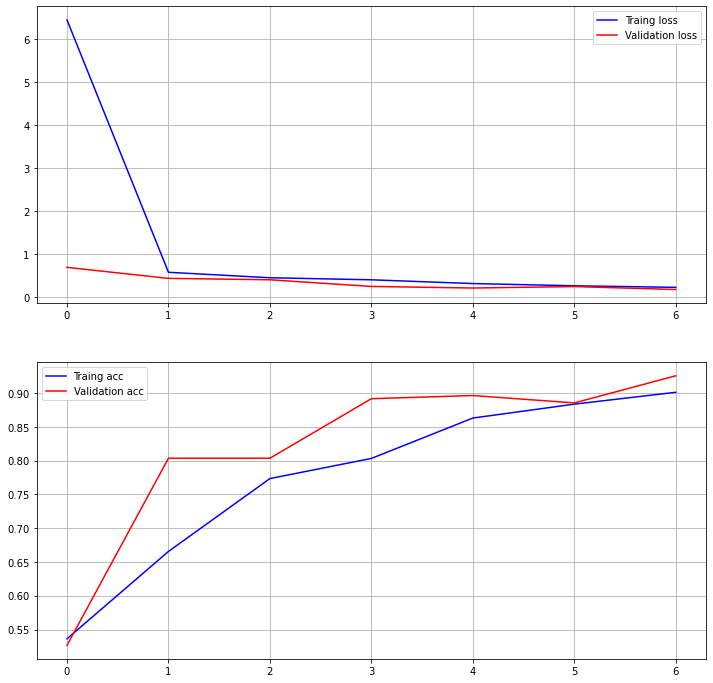 Traing loss
Validation loss
6
5
4
3
2
1
0
0 1 2 3 4 5 6
Traing acc
Validation acc
0.90
0.85
0.80
0.75
0.70
0.65
0.60
0.55
0 1 2 3 4 5 6